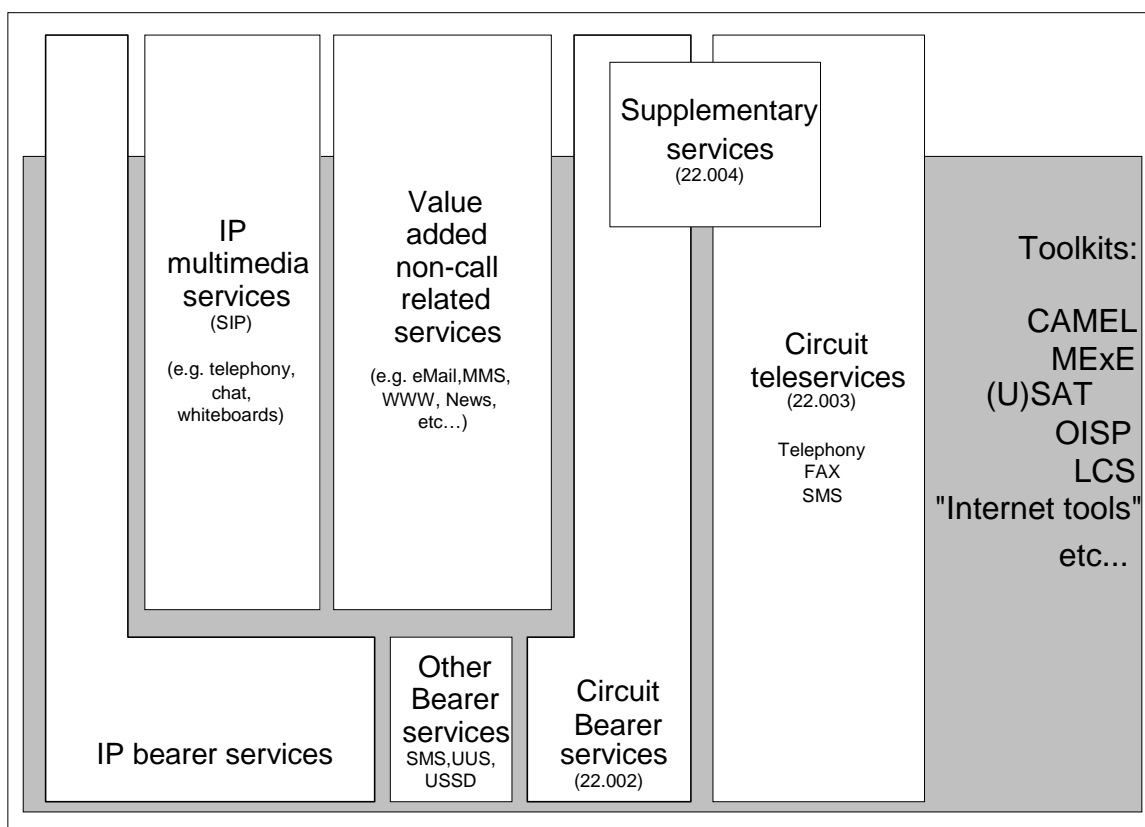 Supplementary
services
(22.004)
IP
multimedia
services
(SIP)
(e.g. telephony,
chat,
whiteboards)
Value
added
non-call
related
services
(e.g. eMail,MMS,
WWW, News,
etc…)
Circuit
teleservices
(22.003)
Telephony
FAX
SMS
Toolkits:
CAMEL
MExE
(U)SAT
OISP
LCS
"Internet tools"
etc...
IP bearer services
Other
Bearer
services
SMS,UUS,
USSD
Circuit
Bearer
services
(22.002)